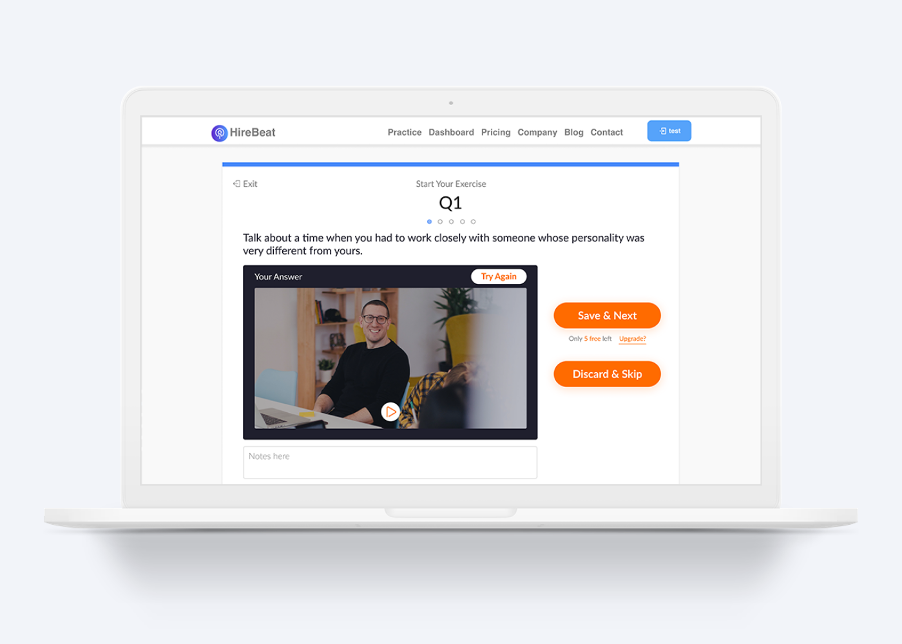 HireBeat
Practice Dashboard Pricing Company Blog Contact test
Exit
Start Your Exercise
Q1
Talk about a time when you had to work closely with someone whose personality was
very different from yours.
Your Answer
Try Again
Save & Next
Only 5 free left Upgrade?
Discard & Skip
Notes here